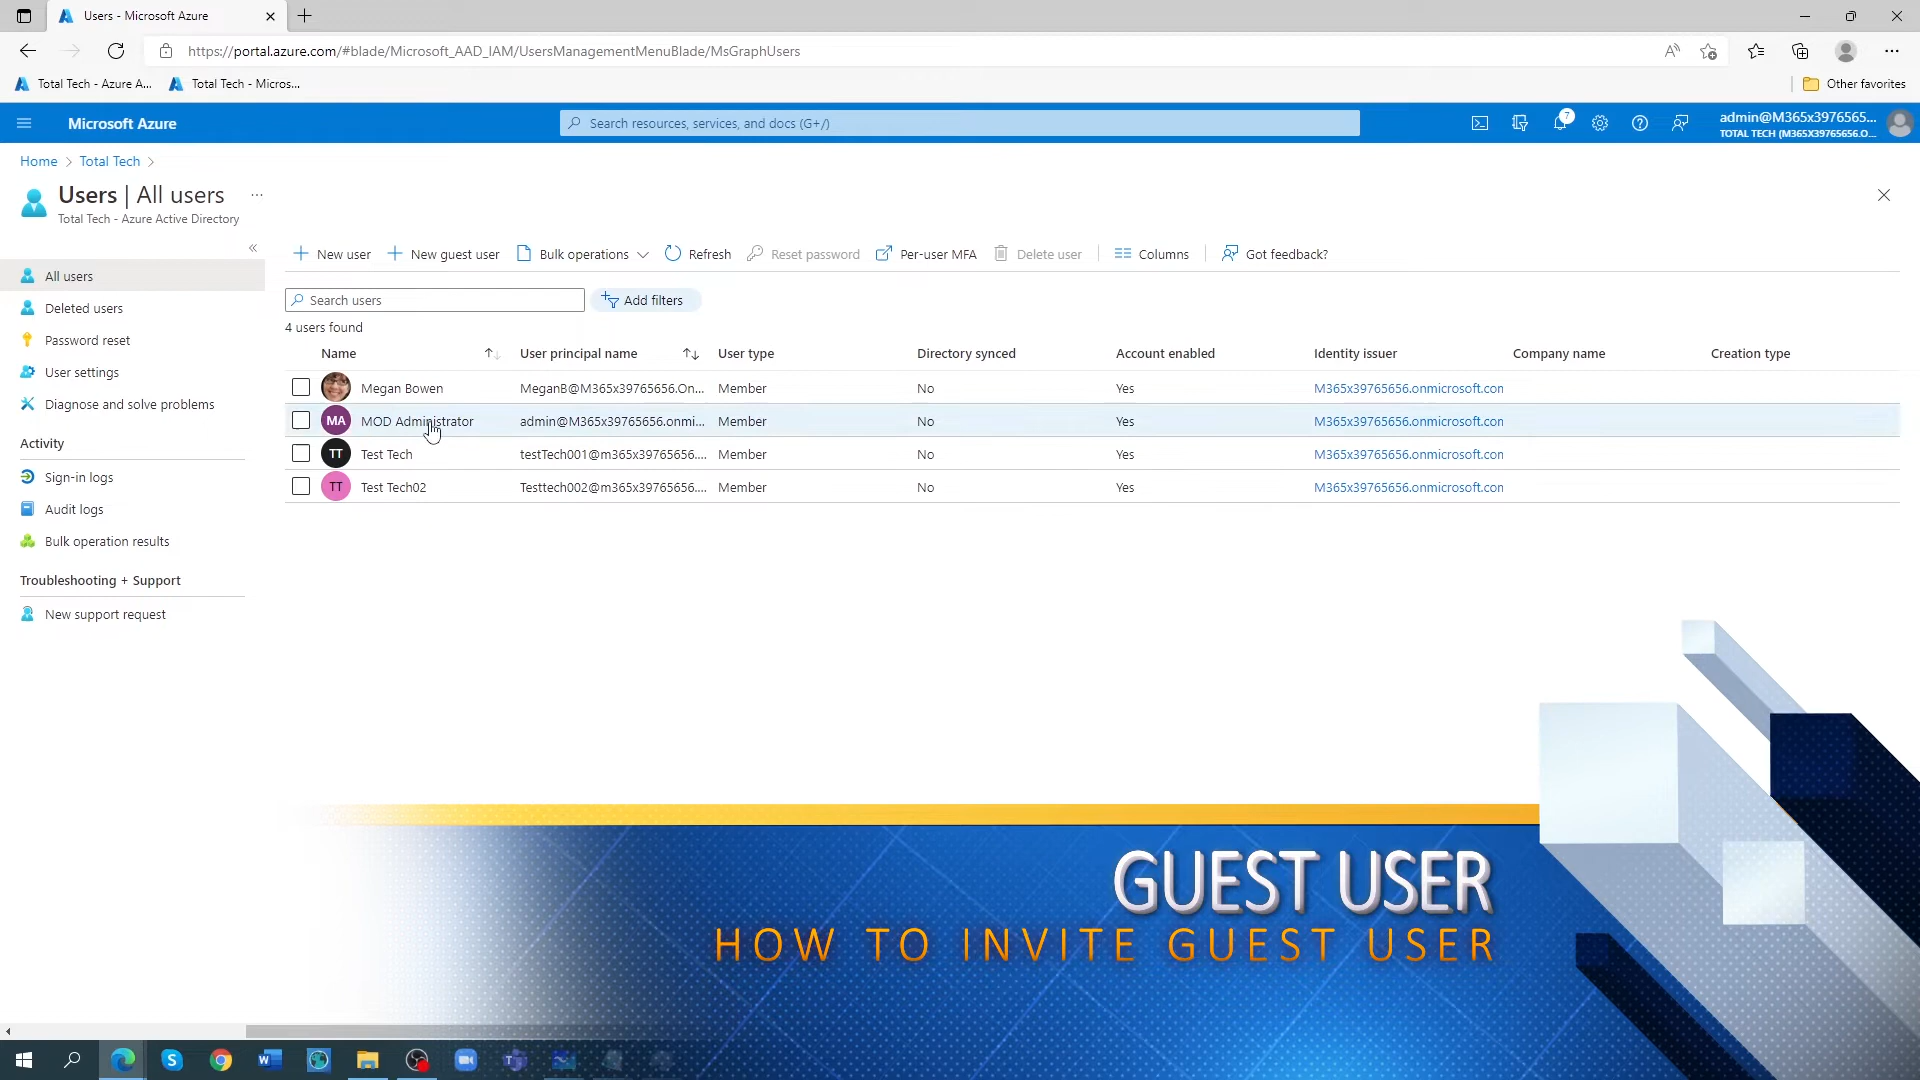 Users - Microsoft Azure
https://portal.azure.com/#blade/Microsoft_AAD_IAM/UsersManagementMenuBlade/MsGraphUsers
Total Tech - Azure A...
Total Tech - Micros...
Other favorites
Microsoft Azure
Search resources, services, and docs (G+/)
7
admin@M365x3976565...
TOTAL TECH (M365X39765656.O...
Home > Total Tech >
Users | All users ...
Total Tech - Azure Active Directory
New user
New guest user
Bulk operations
Refresh
Reset password
Per-user MFA
Delete user
Columns
Got feedback?
All users
Deleted users
Password reset
User settings
Diagnose and solve problems
Activity
Sign-in logs
Audit logs
Bulk operation results
Troubleshooting + Support
New support request
Search users
Add filters
4 users found
Name User principal name User type Directory synced Account enabled Identity issuer Company name Creation type
Megan Bowen MeganB@M365x39765656.On... Member No Yes M365x39765656.onmicrosoft.con
MA MOD Administrator admin@M365x39765656.onmi... Member No Yes M365x39765656.onmicrosoft.con
TT Test Tech testTech001@m365x39765656.... Member No Yes M365x39765656.onmicrosoft.con
TT Test Tech02 Testtech002@m365x39765656.... Member No Yes M365x39765656.onmicrosoft.con
GUEST USER
HOW TO INVITE GUEST USER